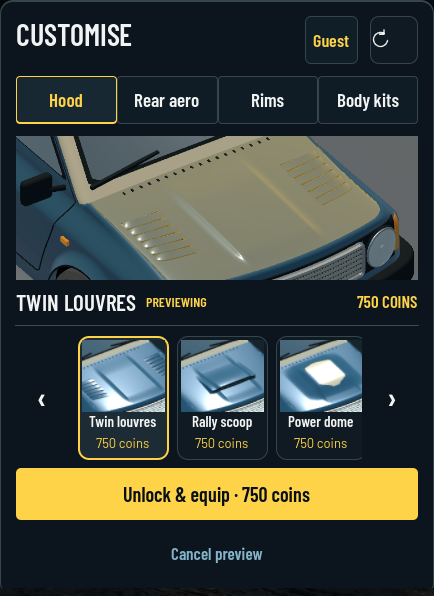 CUSTOMISE
Guest
Hood
Rear aero
Rims
Body kits
TWIN LOUVRES PREVIEWING 750 COINS
Twin louvres
750 coins
Rally scoop
750 coins
Power dome
750 coins
Unlock & equip · 750 coins
Cancel preview